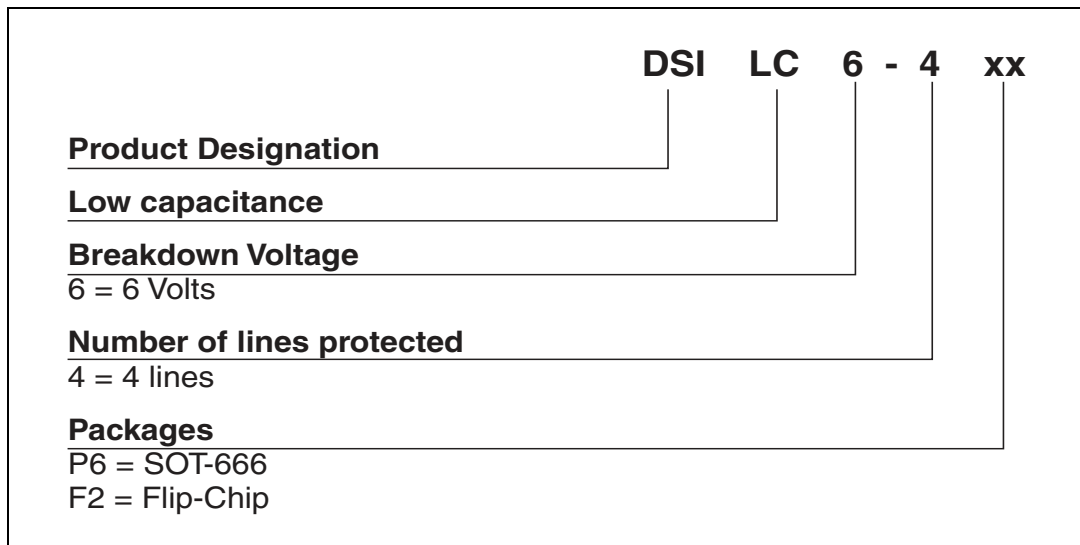 DSI LC 6 - 4 xx
Product Designation
Low capacitance
Breakdown Voltage
6 = 6 Volts
Number of lines protected
4 = 4 lines
Packages
P6 = SOT-666
F2 = Flip-Chip